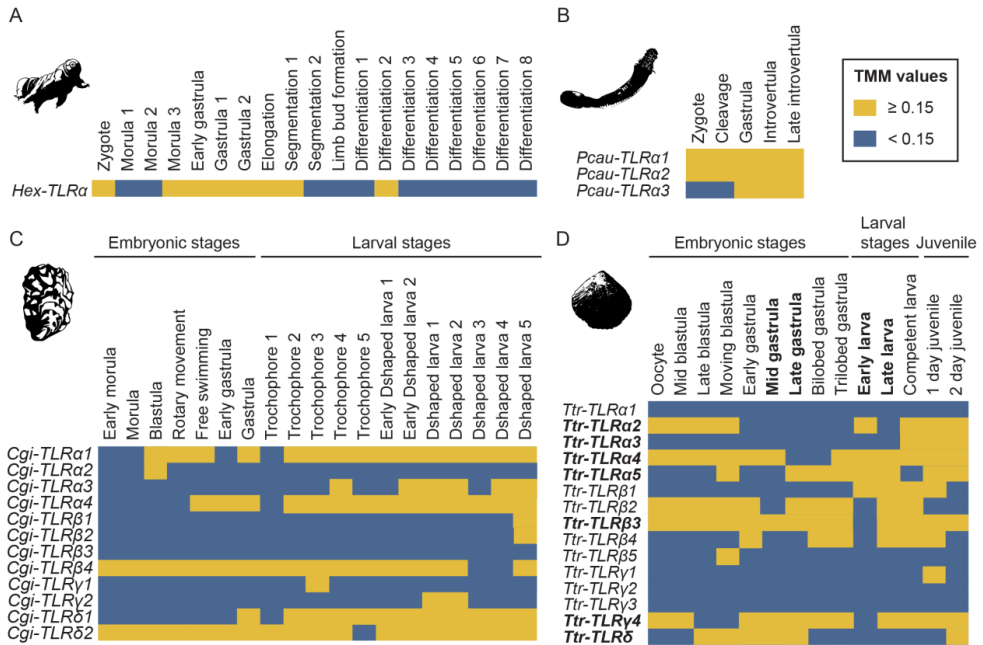 A
Zygote
Morula 1
Morula 2
Morula 3
Early gastrula
Gastrula 1
Gastrula 2
Elongation
Segmentation 1
Segmentation 2
Limb bud formation
Differentiation 1
Differentiation 2
Differentiation 3
Differentiation 4
Differentiation 5
Differentiation 6
Differentiation 7
Differentiation 8
Hex-TLRα
B
Zygote
Cleavage
Gastrula
Introvertula
Late introvertula
Pcau-TLRα1
Pcau-TLRα2
Pcau-TLRα3
TMM values
≥ 0.15
< 0.15
C
Embryonic stages
Larval stages
Early morula
Morula
Blastula
Rotary movement
Free swimming
Early gastrula
Gastrula
Trochophore 1
Trochophore 2
Trochophore 3
Trochophore 4
Trochophore 5
Early Dshaped larva 1
Early Dshaped larva 2
Dshaped larva 1
Dshaped larva 2
Dshaped larva 3
Dshaped larva 4
Dshaped larva 5
Cgi-TLRα1
Cgi-TLRα2
Cgi-TLRα3
Cgi-TLRα4
Cgi-TLRβ1
Cgi-TLRβ2
Cgi-TLRβ3
Cgi-TLRβ4
Cgi-TLRγ1
Cgi-TLRγ2
Cgi-TLRδ1
Cgi-TLRδ2
D
Embryonic stages
Larval
stages
Juvenile
Oocyte
Mid blastula
Late blastula
Moving blastula
Early gastrula
Mid gastrula
Late gastrula
Bilobed gastrula
Trilobed gastrula
Early larva
Late larva
Competent larva
1 day juvenile
2 day juvenile
Ttr-TLRα1
Ttr-TLRα2
Ttr-TLRα3
Ttr-TLRα4
Ttr-TLRα5
Ttr-TLRβ1
Ttr-TLRβ2
Ttr-TLRβ3
Ttr-TLRβ4
Ttr-TLRβ5
Ttr-TLRγ1
Ttr-TLRγ2
Ttr-TLRγ3
Ttr-TLRγ4
Ttr-TLRδ